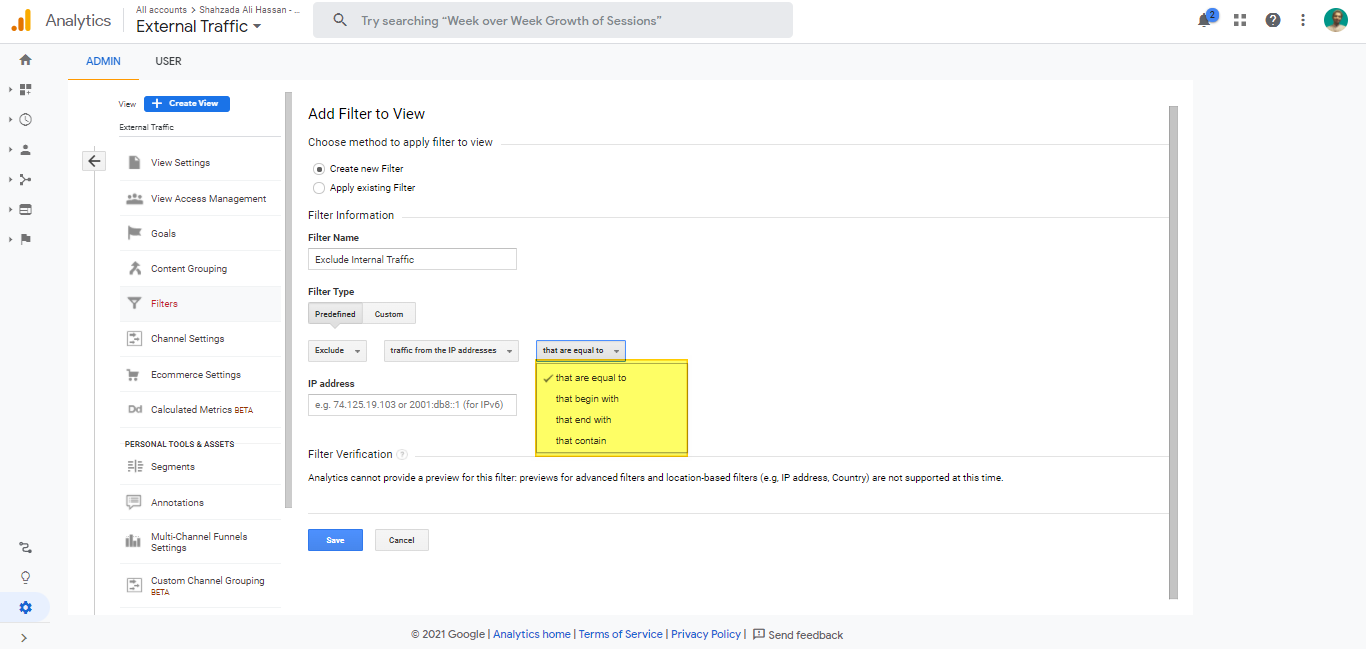 Analytics
All accounts > Shahzada Ali Hassan - ...
External Traffic
Try searching “Week over Week Growth of Sessions”
2
ADMIN
USER
View
+ Create View
External Traffic
View Settings
View Access Management
Goals
Content Grouping
Filters
Channel Settings
Ecommerce Settings
Dd Calculated Metrics BETA
PERSONAL TOOLS & ASSETS
Segments
Annotations
Multi-Channel Funnels
Settings
Custom Channel Grouping
BETA
Add Filter to View
Choose method to apply filter to view
Create new Filter
Apply existing Filter
Filter Information
Filter Name
Exclude Internal Traffic
Filter Type
Predefined
Custom
Exclude
traffic from the IP addresses
that are equal to
that are equal to
that begin with
that end with
that contain
IP address
e.g. 74.125.19.103 or 2001:db8::1 (for IPv6)
Filter Verification ?
Analytics cannot provide a preview for this filter: previews for advanced filters and location-based filters (e.g, IP address, Country) are not supported at this time.
Save
Cancel
© 2021 Google | Analytics home | Terms of Service | Privacy Policy | Send feedback